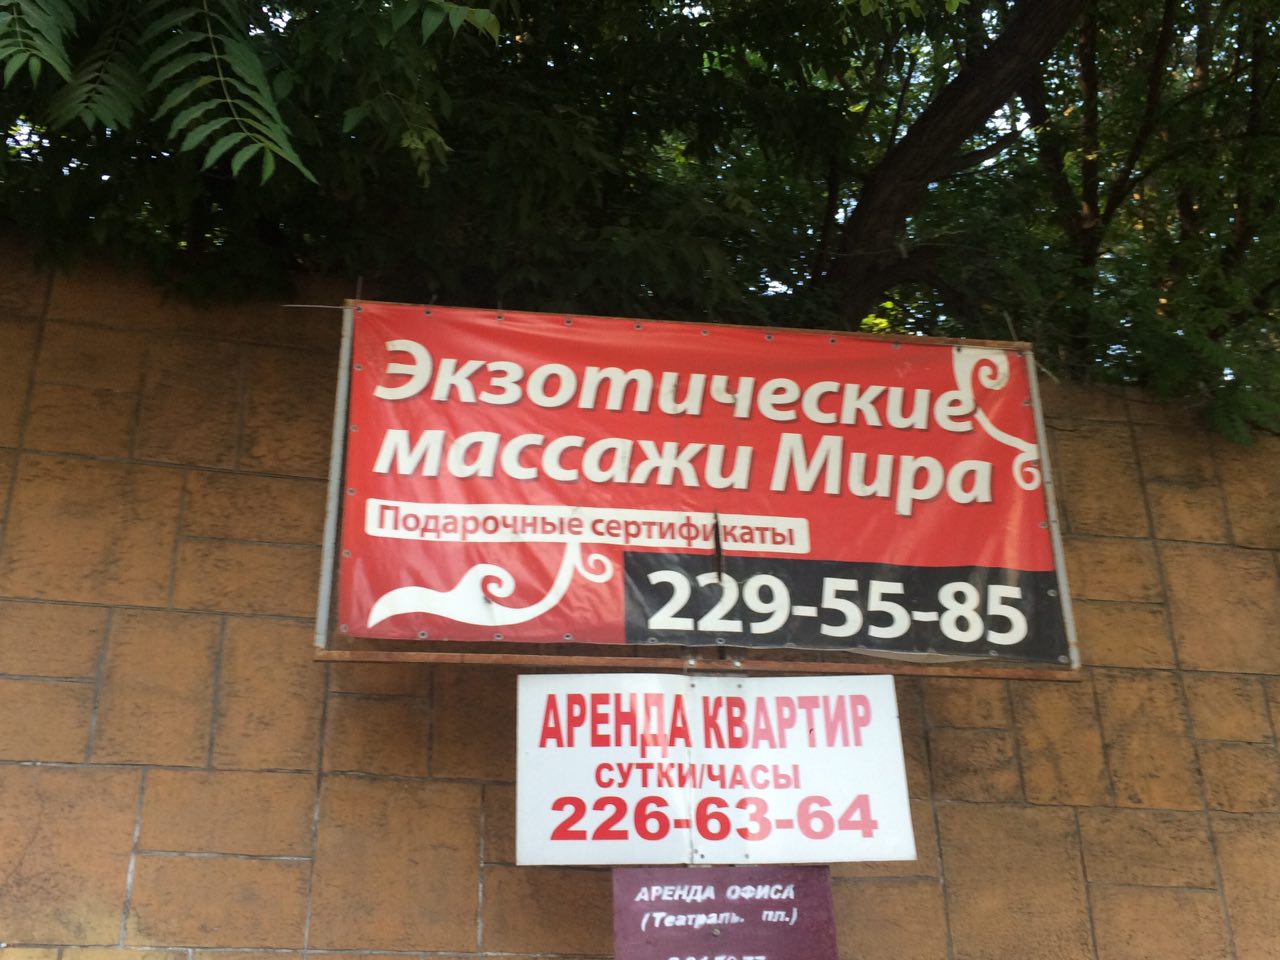 Экзотические
массажи Мира
Подарочные сертификаты
229-55-85
АРЕНДА КВАРТИР
СУТКИ/ЧАСЫ
226-63-64
АРЕНДА ОФИСА
(Театраль. пл.)